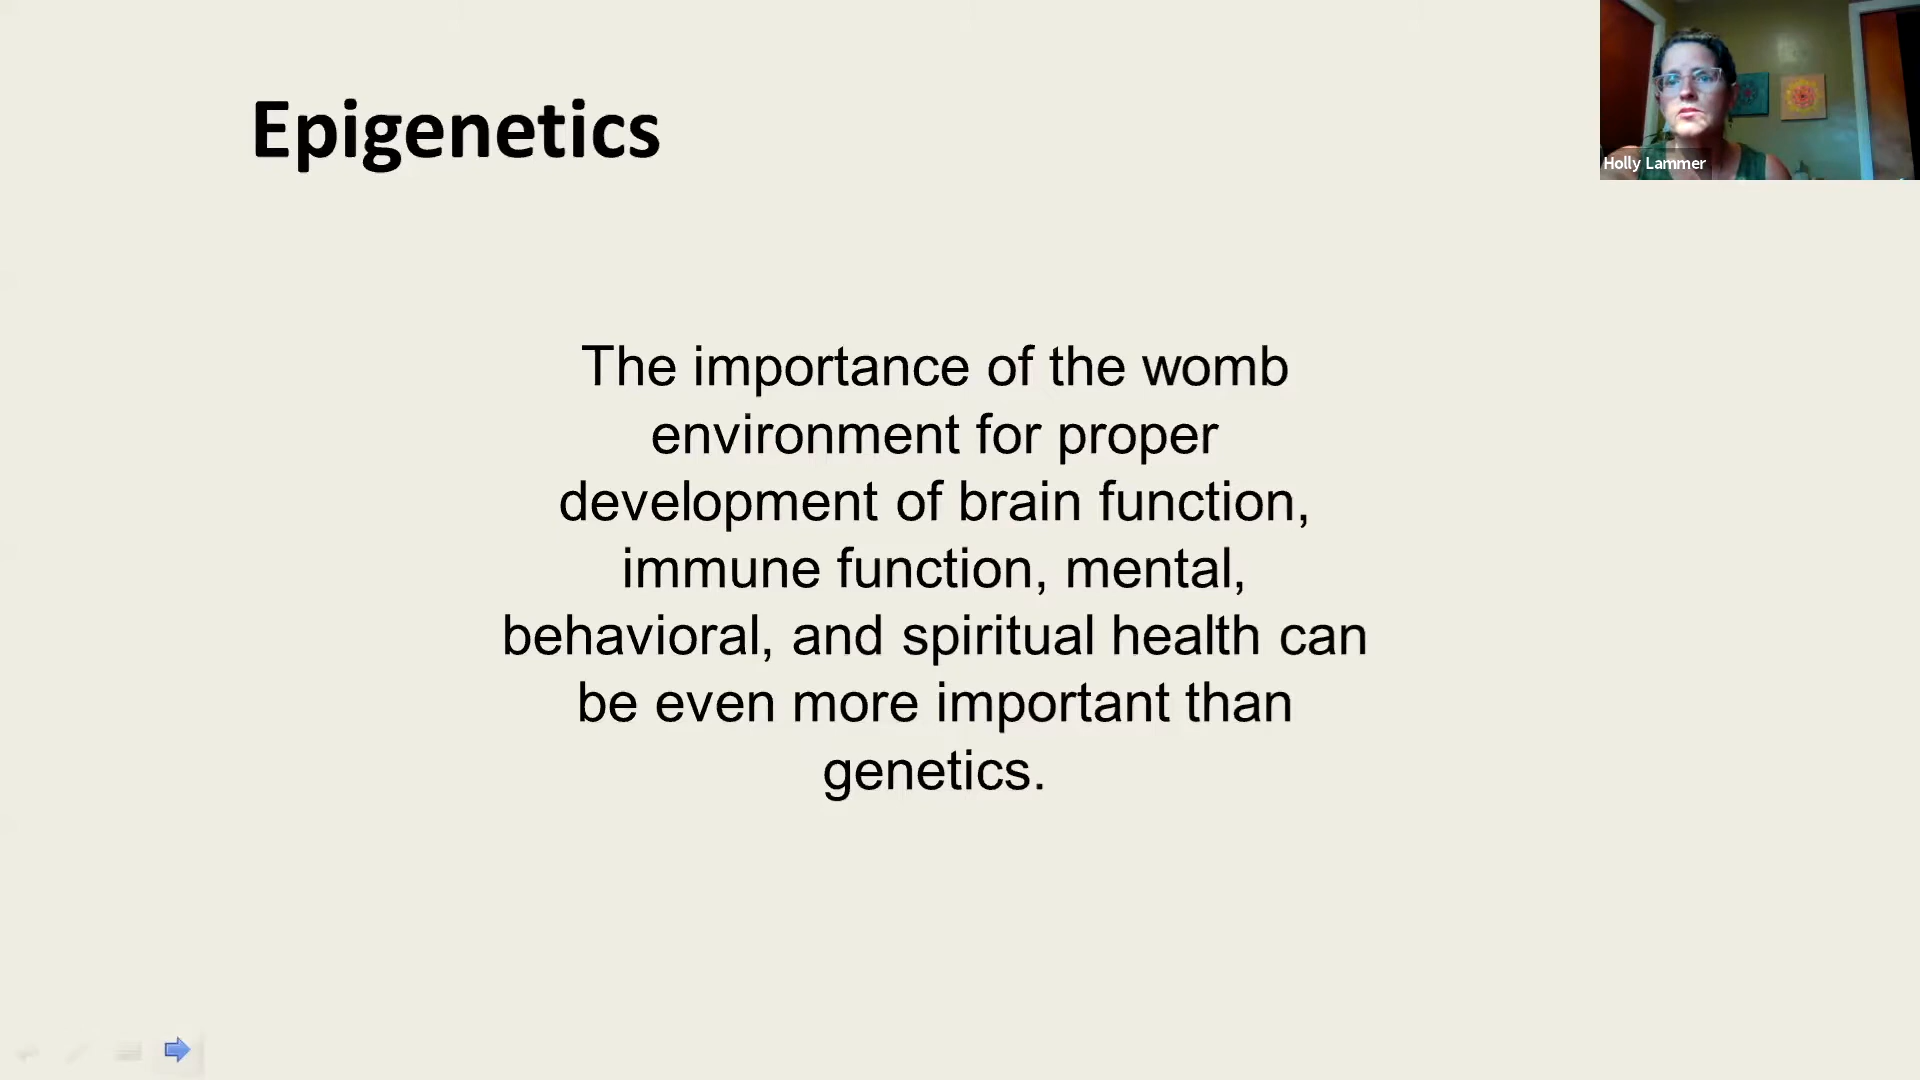 Epigenetics
Holly Lammer
The importance of the womb
environment for proper
development of brain function,
immune function, mental,
behavioral, and spiritual health can
be even more important than
genetics.